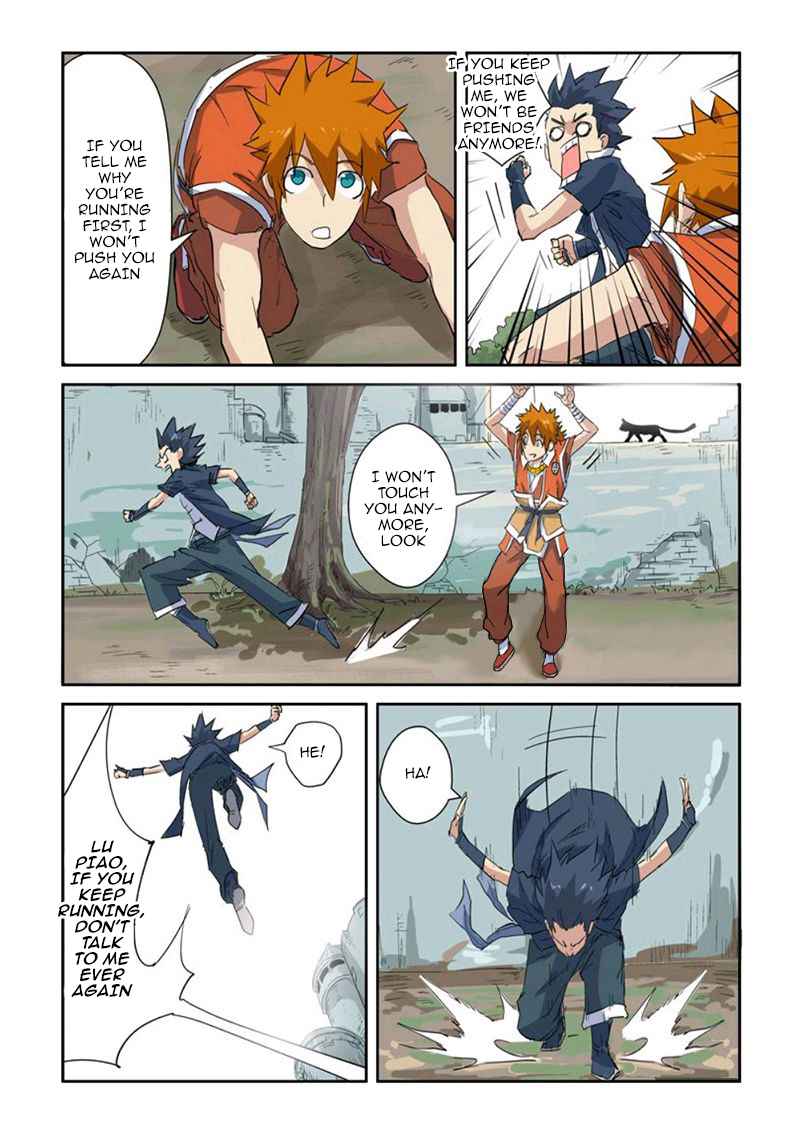 IF YOU
TELL ME
WHY
YOU'RE
RUNNING
FIRST, I
WON'T
PUSH YOU
AGAIN
IF YOU KEEP
PUSHING
ME, WE
WON'T BE
FRIENDS
ANYMORE!
I WON'T
TOUCH
YOU ANY-
MORE,
LOOK
HE!
LU
PIAO,
IF YOU
KEEP
RUNNING,
DON'T
TALK
TO ME
EVER
AGAIN
HA!